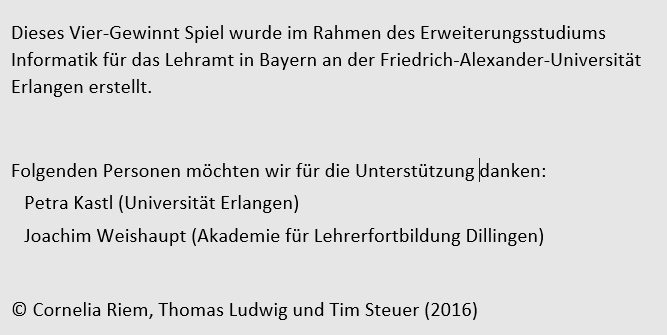 Dieses Vier-Gewinnt Spiel wurde im Rahmen des Erweiterungsstudiums
Informatik für das Lehramt in Bayern an der Friedrich-Alexander-Universität
Erlangen erstellt.
Folgenden Personen möchten wir für die Unterstützung danken:
Petra Kastl (Universität Erlangen)
Joachim Weishaupt (Akademie für Lehrerfortbildung Dillingen)
© Cornelia Riem, Thomas Ludwig und Tim Steuer (2016)